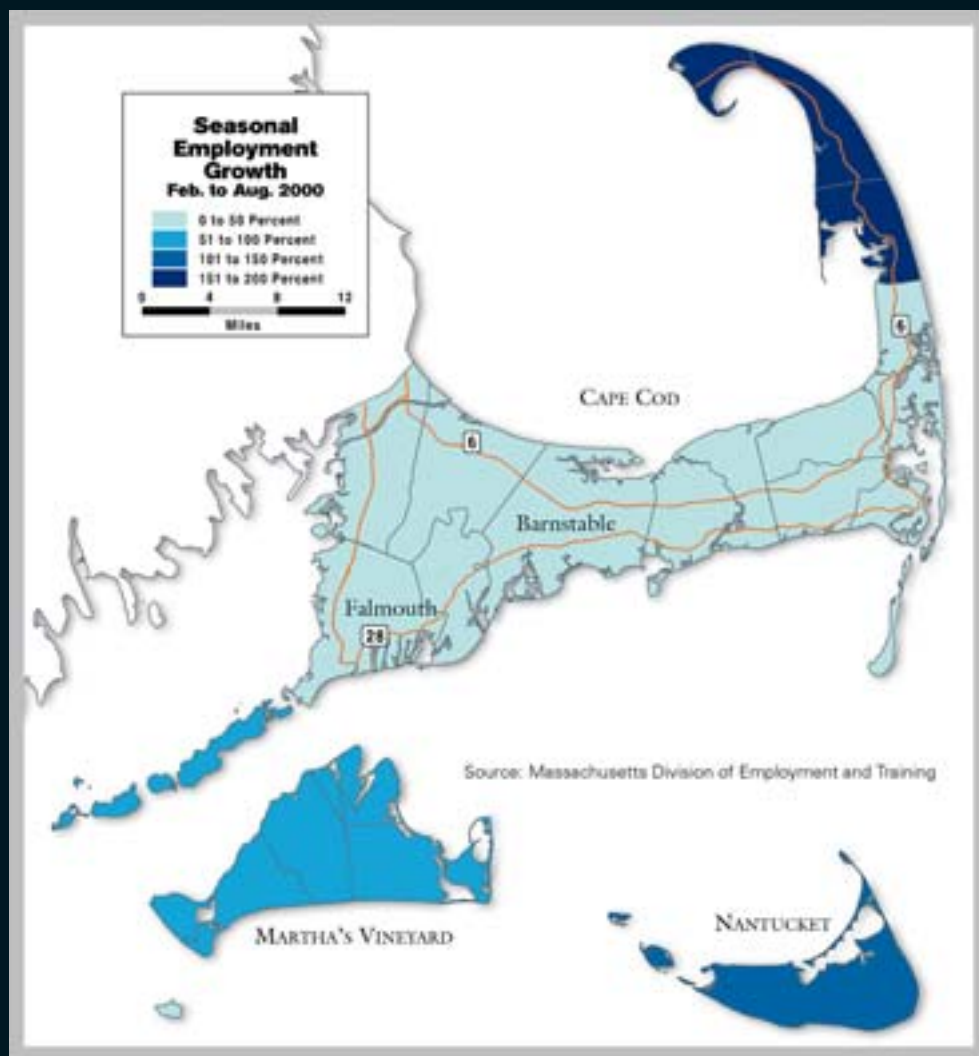 Seasonal
Employment
Growth
Feb. to Aug. 2000
0 to 50 Percent
51 to 100 Percent
101 to 150 Percent
151 to 200 Percent
0 4 8 12
Miles
6
CAPE COD
6
Barnstable
Falmouth
28
Source: Massachusetts Division of Employment and Training
MARTHA'S VINEYARD
NANTUCKET